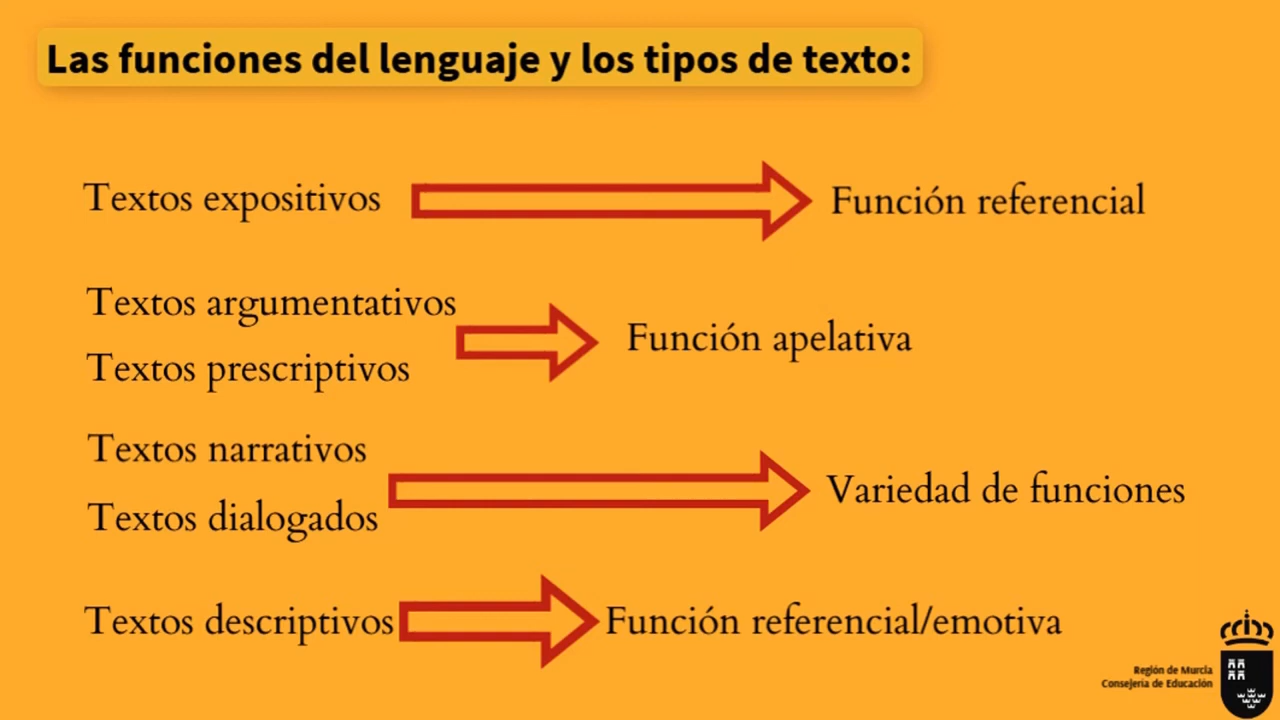 Las funciones del lenguaje y los tipos de texto:
Textos expositivos
Función referencial
Textos argumentativos
Textos prescriptivos
Función apelativa
Textos narrativos
Textos dialogados
Variedad de funciones
Textos descriptivos
Función referencial/emotiva
Región de Murcia
Consejería de Educación